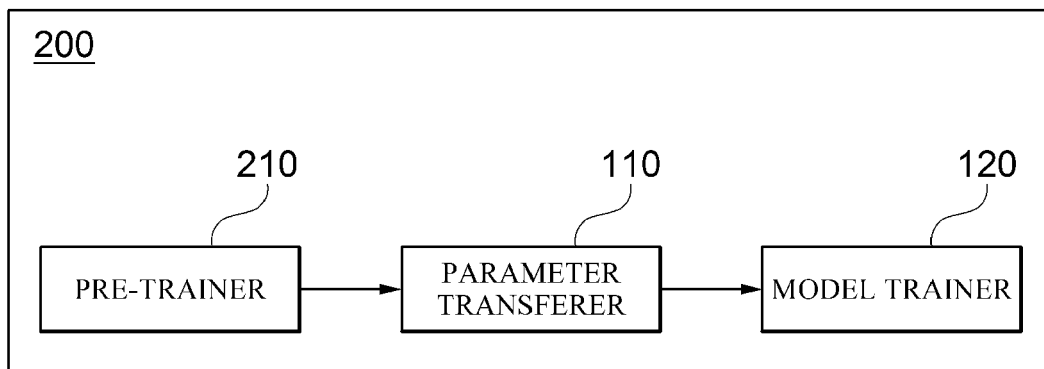 200
210
110
120
PRE-TRAINER
PARAMETER
TRANSFERER
MODEL TRAINER